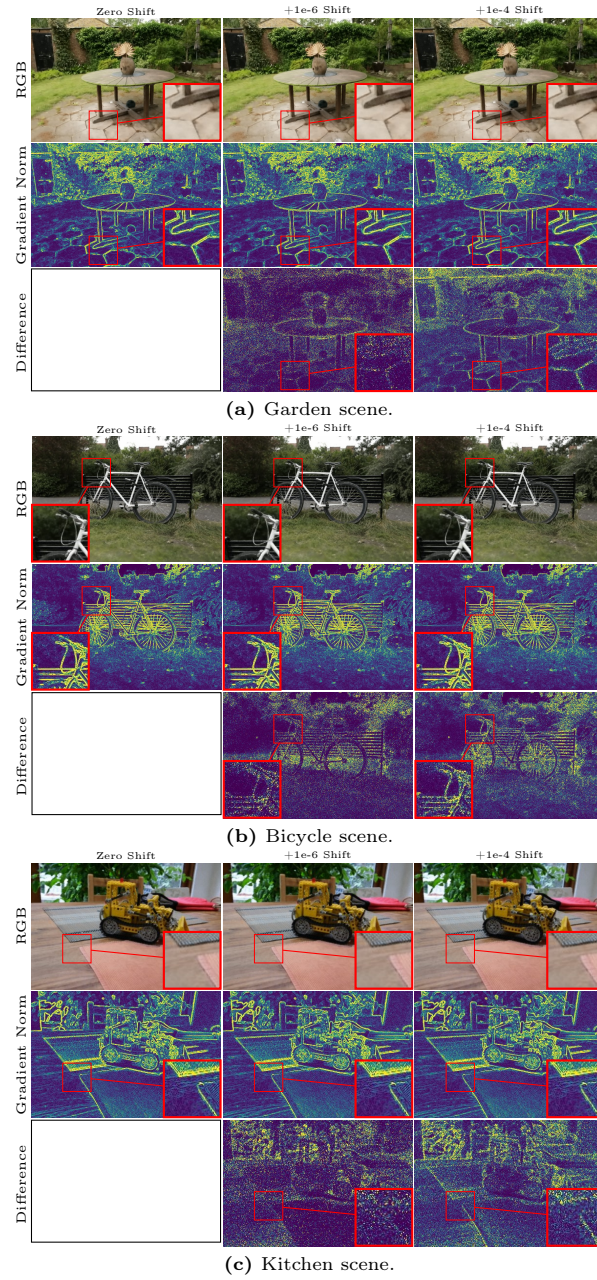 Zero Shift +1e-6 Shift +1e-4 Shift
RGB
Gradient Norm
Difference
(a) Garden scene.
Zero Shift +1e-6 Shift +1e-4 Shift
RGB
Gradient Norm
Difference
(b) Bicycle scene.
Zero Shift +1e-6 Shift +1e-4 Shift
RGB
Gradient Norm
Difference
(c) Kitchen scene.